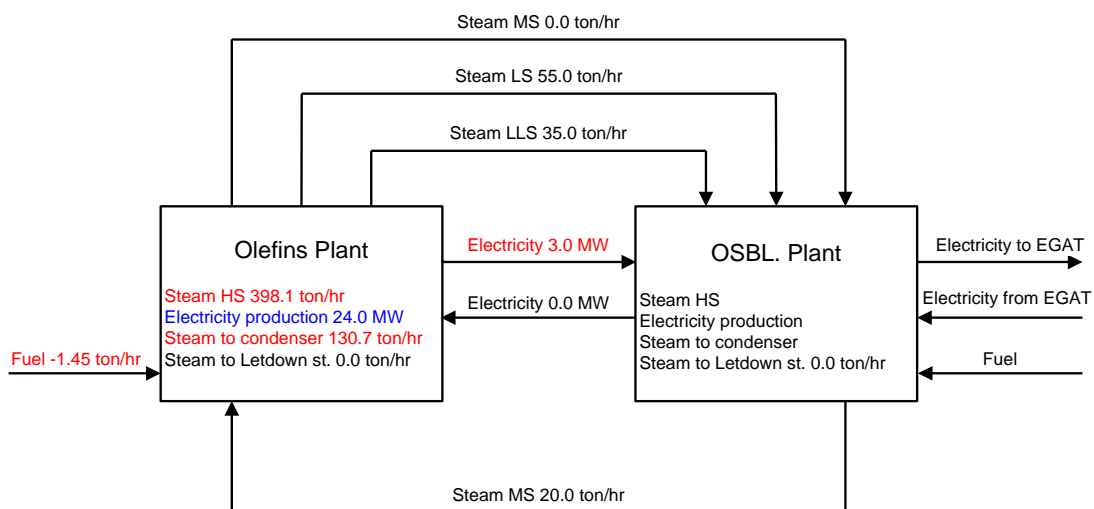 Steam MS 0.0 ton/hr
Steam LS 55.0 ton/hr
Steam LLS 35.0 ton/hr
Olefins Plant
Steam HS 398.1 ton/hr
Electricity production 24.0 MW
Steam to condenser 130.7 ton/hr
Steam to Letdown st. 0.0 ton/hr
Fuel -1.45 ton/hr
Electricity 3.0 MW
Electricity 0.0 MW
OSBL. Plant
Steam HS
Electricity production
Steam to condenser
Steam to Letdown st. 0.0 ton/hr
Electricity to EGAT
Electricity from EGAT
Fuel
Steam MS 20.0 ton/hr